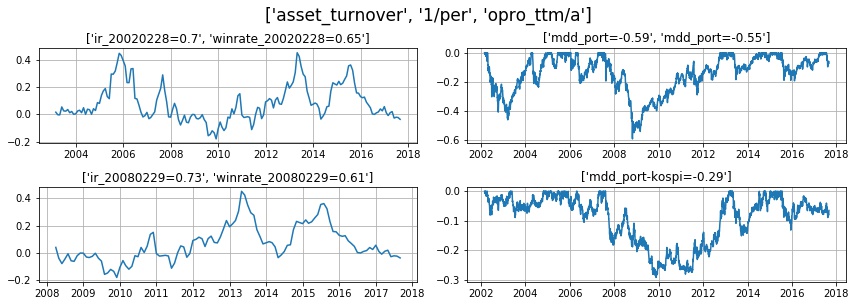 ['asset_turnover', '1/per', 'opro_ttm/a']
['ir_20020228=0.7', 'winrate_20020228=0.65']
0.4
0.2
0.0
−0.2
2004 2006 2008 2010 2012 2014 2016 2018
['mdd_port=-0.59', 'mdd_port=-0.55']
0.0
−0.2
−0.4
−0.6
2002 2004 2006 2008 2010 2012 2014 2016 2018
['ir_20080229=0.73', 'winrate_20080229=0.61']
0.4
0.2
0.0
−0.2
2008 2009 2010 2011 2012 2013 2014 2015 2016 2017 2018
['mdd_port-kospi=-0.29']
0.0
−0.1
−0.2
−0.3
2002 2004 2006 2008 2010 2012 2014 2016 2018